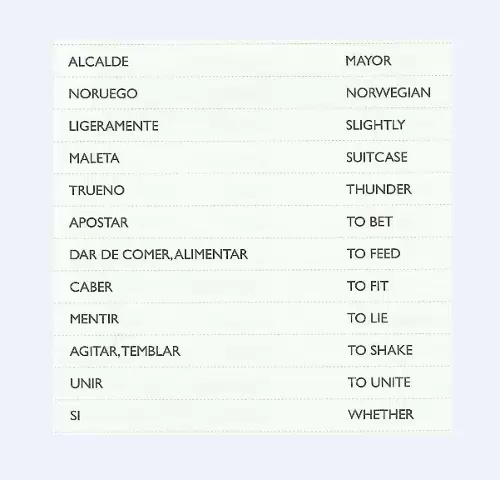 ALCALDE MAYOR
NORUEGO NORWEGIAN
LIGERAMENTE SLIGHTLY
MALETA SUITCASE
TRUENO THUNDER
APOSTAR TO BET
DAR DE COMER, ALIMENTAR TO FEED
CABER TO FIT
MENTIR TO LIE
AGITAR, TEMBLAR TO SHAKE
UNIR TO UNITE
SI WHETHER